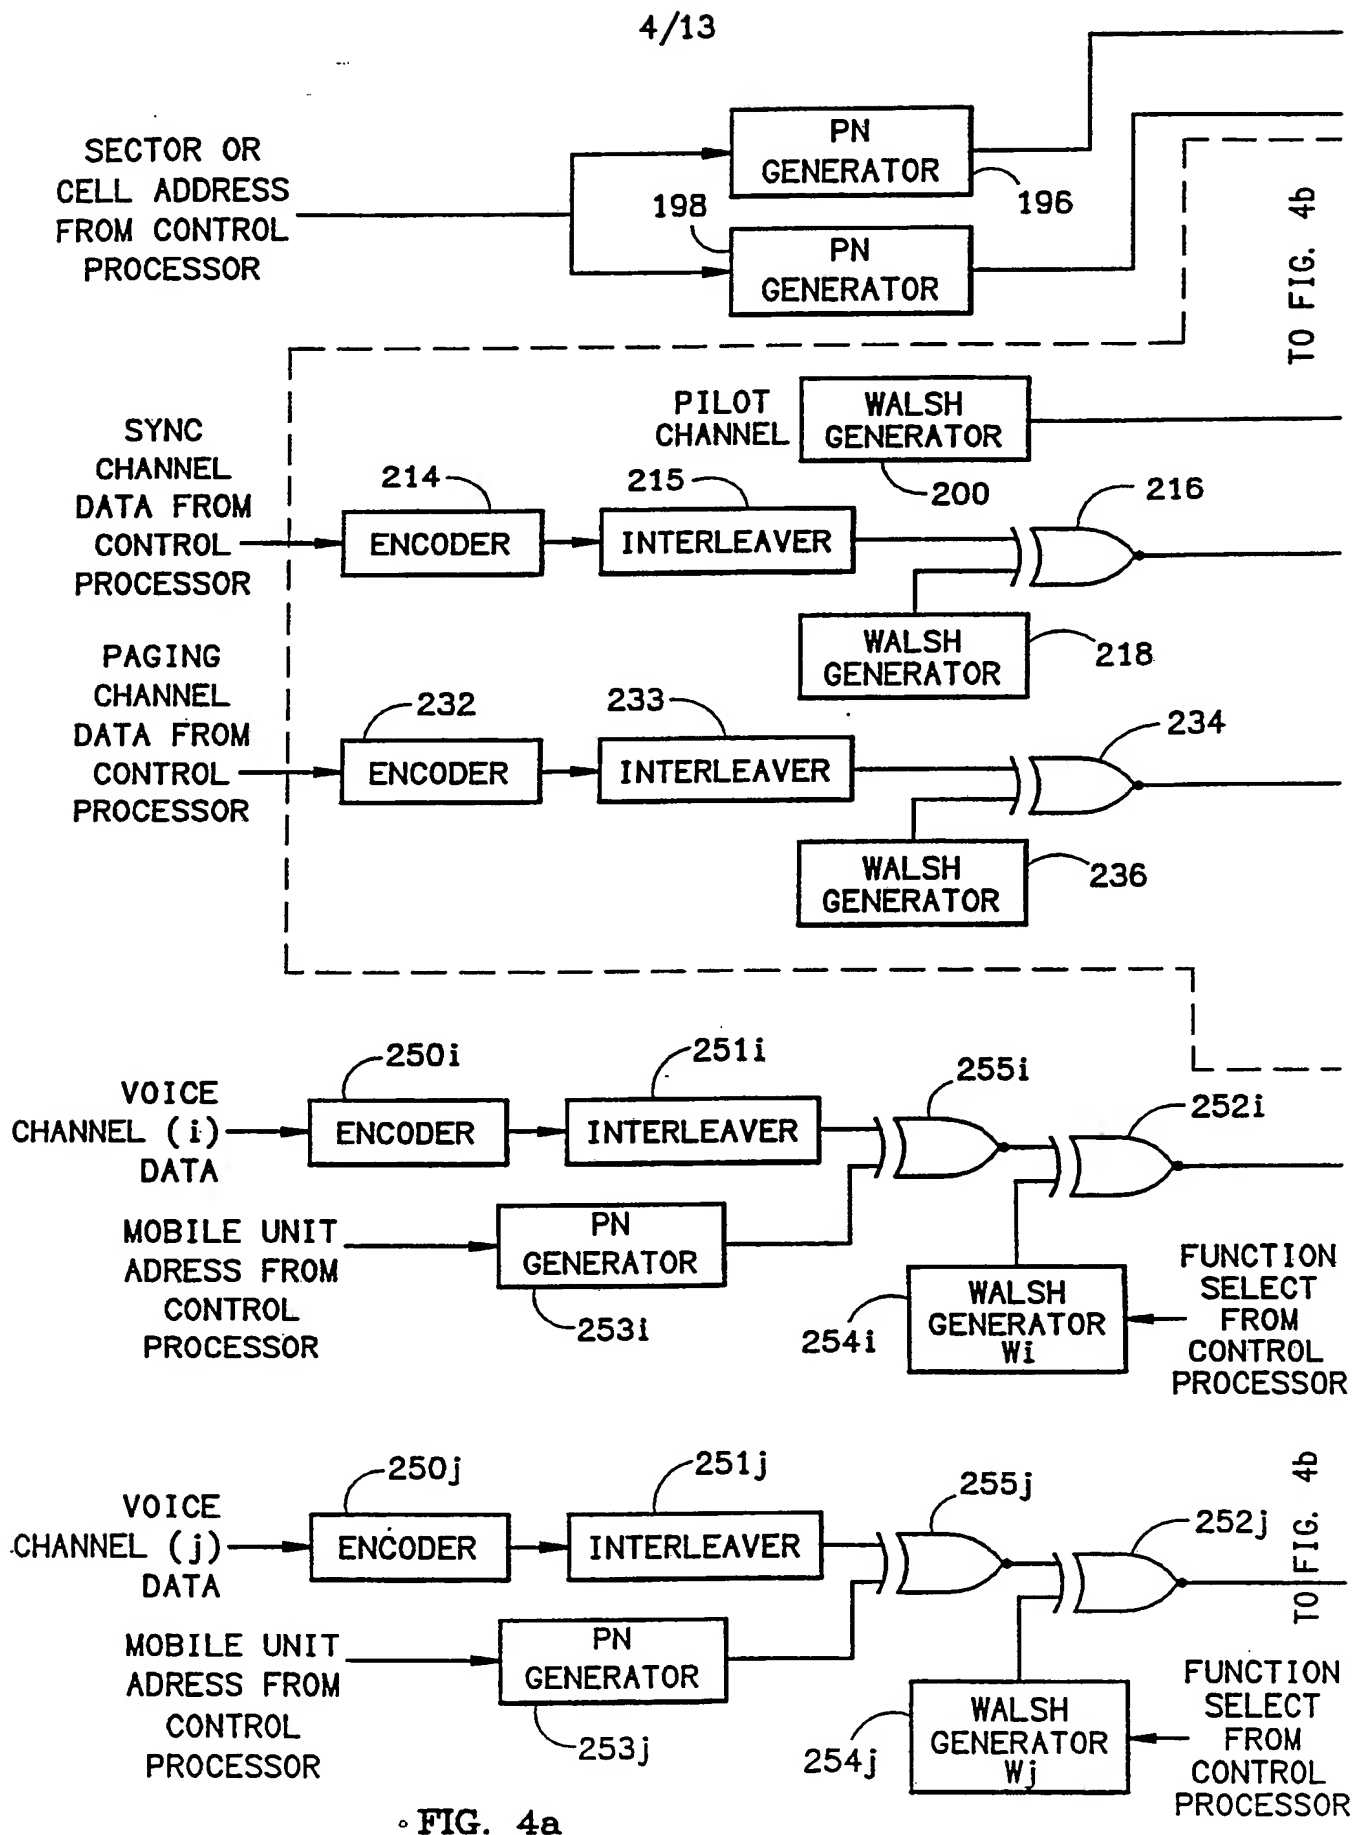 4/13
SECTOR OR
CELL ADDRESS
FROM CONTROL
PROCESSOR
PN
GENERATOR
196
198
PN
GENERATOR
TO FIG. 4b
PILOT
CHANNEL
WALSH
GENERATOR
200
SYNC
CHANNEL
DATA FROM
CONTROL
PROCESSOR
214
ENCODER
215
INTERLEAVER
216
WALSH
GENERATOR
218
PAGING
CHANNEL
DATA FROM
CONTROL
PROCESSOR
232
ENCODER
233
INTERLEAVER
234
WALSH
GENERATOR
236
VOICE
CHANNEL (i)
DATA
250i
ENCODER
251i
INTERLEAVER
255i
252i
MOBILE UNIT
ADRESS FROM
CONTROL
PROCESSOR
PN
GENERATOR
253i
254i
WALSH
GENERATOR
Wi
FUNCTION
SELECT
FROM
CONTROL
PROCESSOR
VOICE
CHANNEL (j)
DATA
250j
ENCODER
251j
INTERLEAVER
255j
252j
TO FIG. 4b
MOBILE UNIT
ADRESS FROM
CONTROL
PROCESSOR
PN
GENERATOR
253j
254j
WALSH
GENERATOR
Wj
FUNCTION
SELECT
FROM
CONTROL
PROCESSOR
FIG. 4a